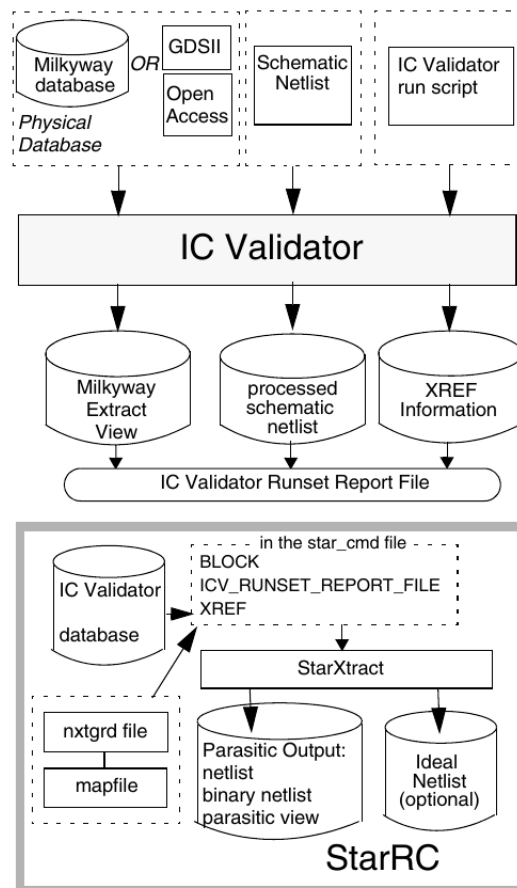 Milkyway
database
OR
GDSII
Open
Access
Physical
Database
Schematic
Netlist
IC Validator
run script
IC Validator
Milkyway
Extract
View
processed
schematic
netlist
XREF
Information
IC Validator Runset Report File
IC Validator
database
in the star_cmd file
BLOCK
ICV_RUNSET_REPORT_FILE
XREF
StarXtract
nxtgrd file
mapfile
Parasitic Output:
netlist
binary netlist
parasitic view
Ideal
Netlist
(optional)
StarRC